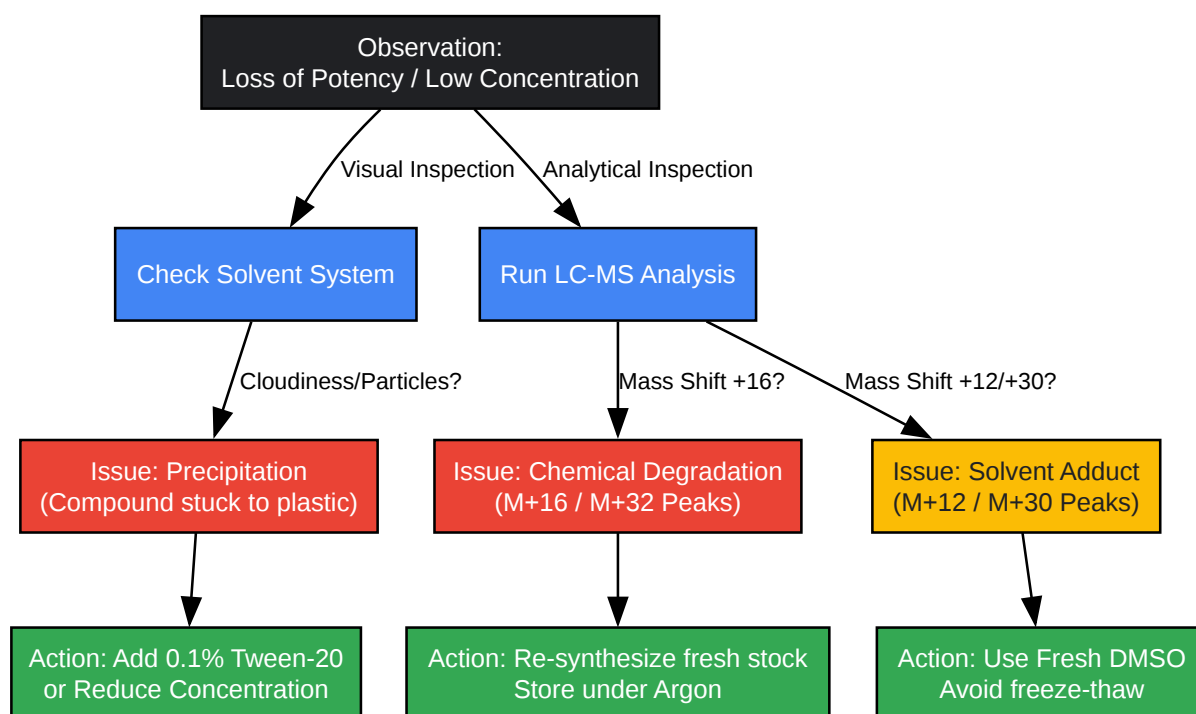 Observation:
Loss of Potency / Low Concentration
Visual Inspection
Analytical Inspection
Check Solvent System
Run LC-MS Analysis
Cloudiness/Particles?
Mass Shift +16?
Mass Shift +12/+30?
Issue: Precipitation
(Compound stuck to plastic)
Issue: Chemical Degradation
(M+16 / M+32 Peaks)
Issue: Solvent Adduct
(M+12 / M+30 Peaks)
Action: Add 0.1% Tween-20
or Reduce Concentration
Action: Re-synthesize fresh stock
Store under Argon
Action: Use Fresh DMSO
Avoid freeze-thaw